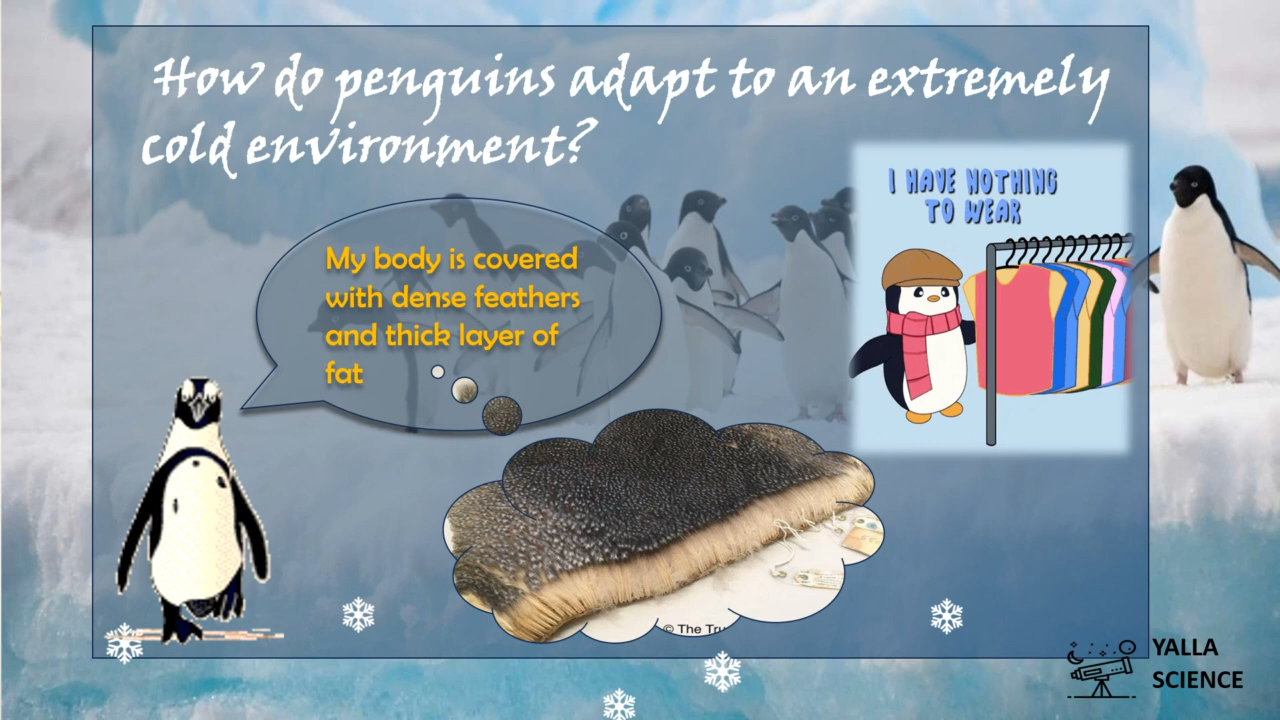 How do penguins adapt to an extremely
cold environment?
I HAVE NOTHING
TO WEAR
My body is covered
with dense feathers
and thick layer of
fat
© The
YALLA
SCIENCE